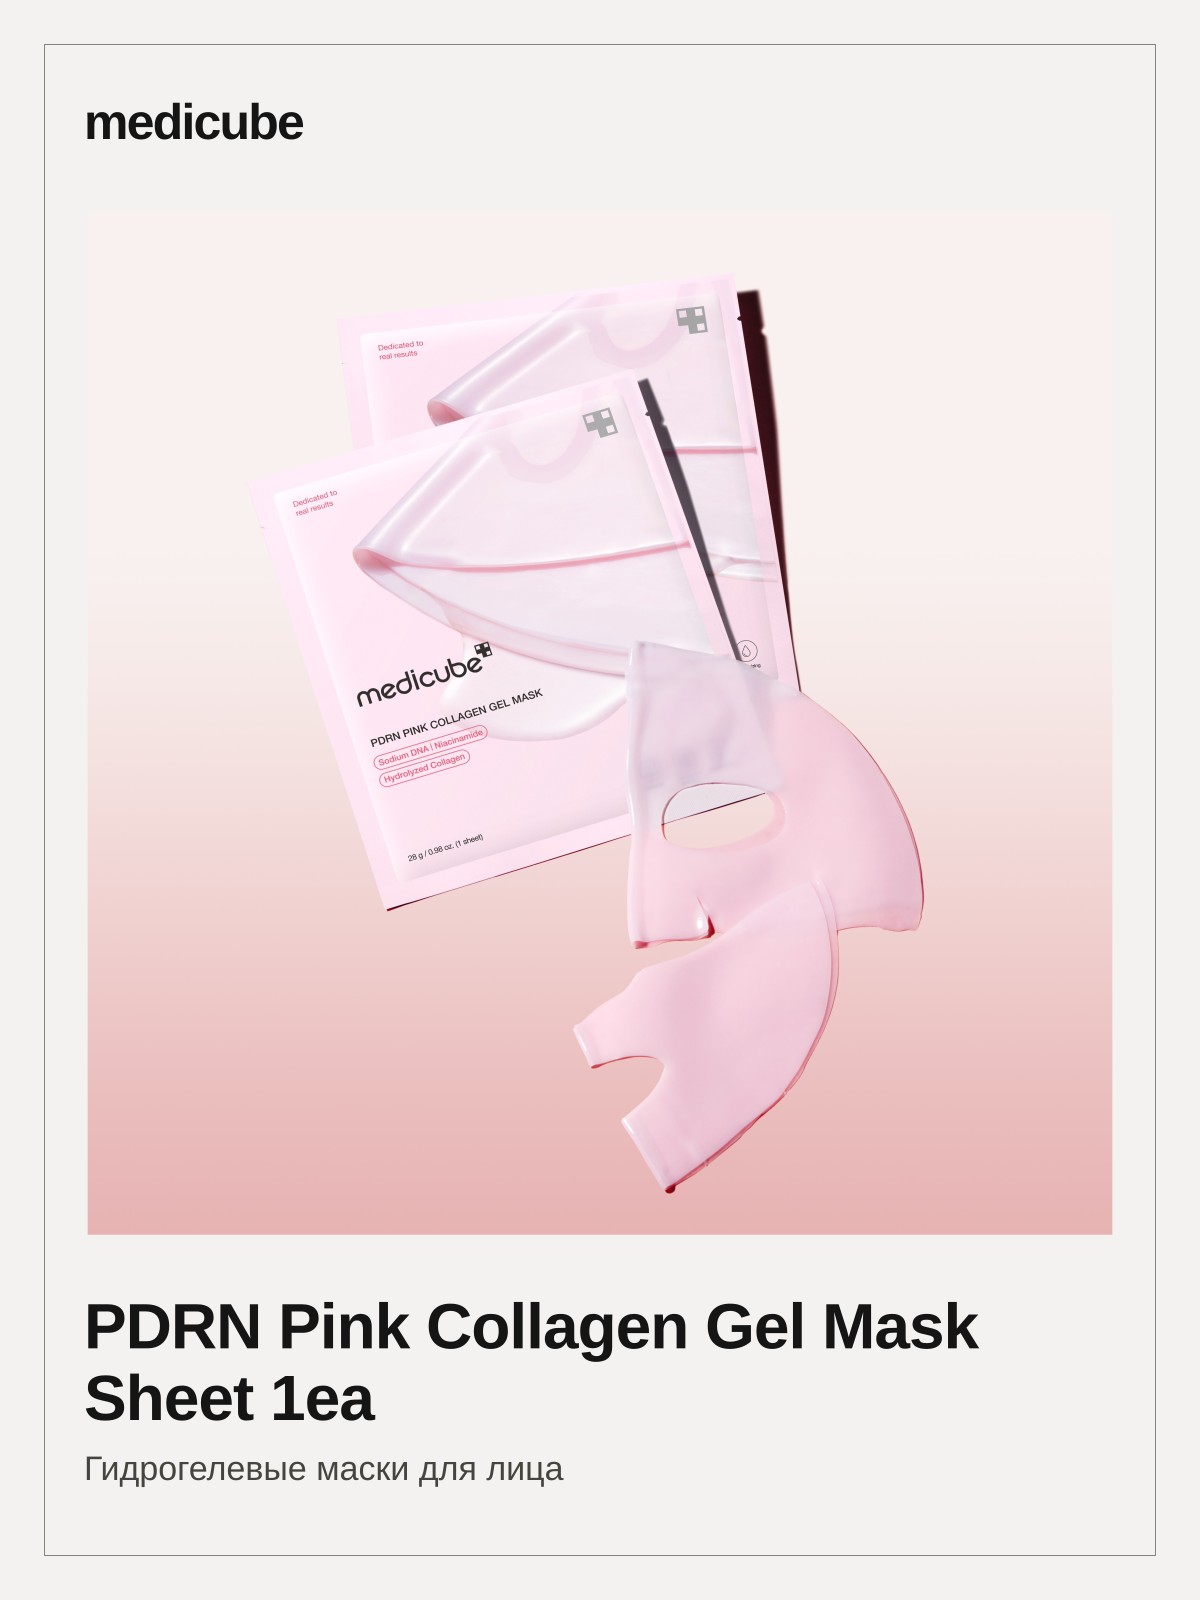 medicube
Dedicated to
real results
Dedicated to
real results
medicube
PDRN PINK COLLAGEN GEL MASK
Sodium DNA | Niacinamide
Hydrolyzed Collagen
28 g / 0.98 oz. (1 sheet)
PDRN Pink Collagen Gel Mask
Sheet 1ea
Гидрогелевые маски для лица